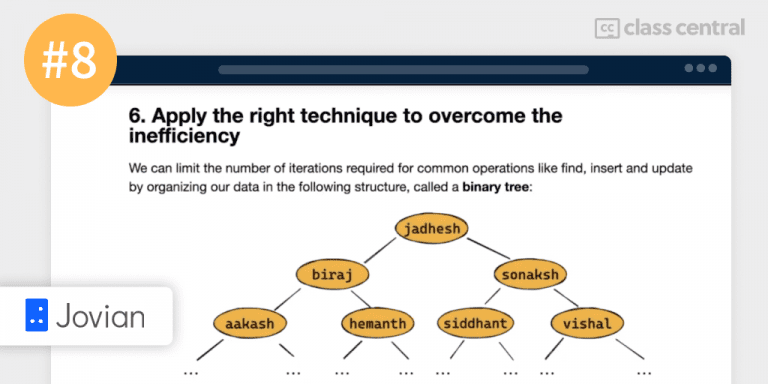 #8
cc class central
6. Apply the right technique to overcome the
inefficiency
We can limit the number of iterations required for common operations like find, insert and update
by organizing our data in the following structure, called a binary tree:
jadhesh
biraj sonaksh
Jovian
aakash hemanth siddhant vishal
... ... ... ... ... ... ... ...